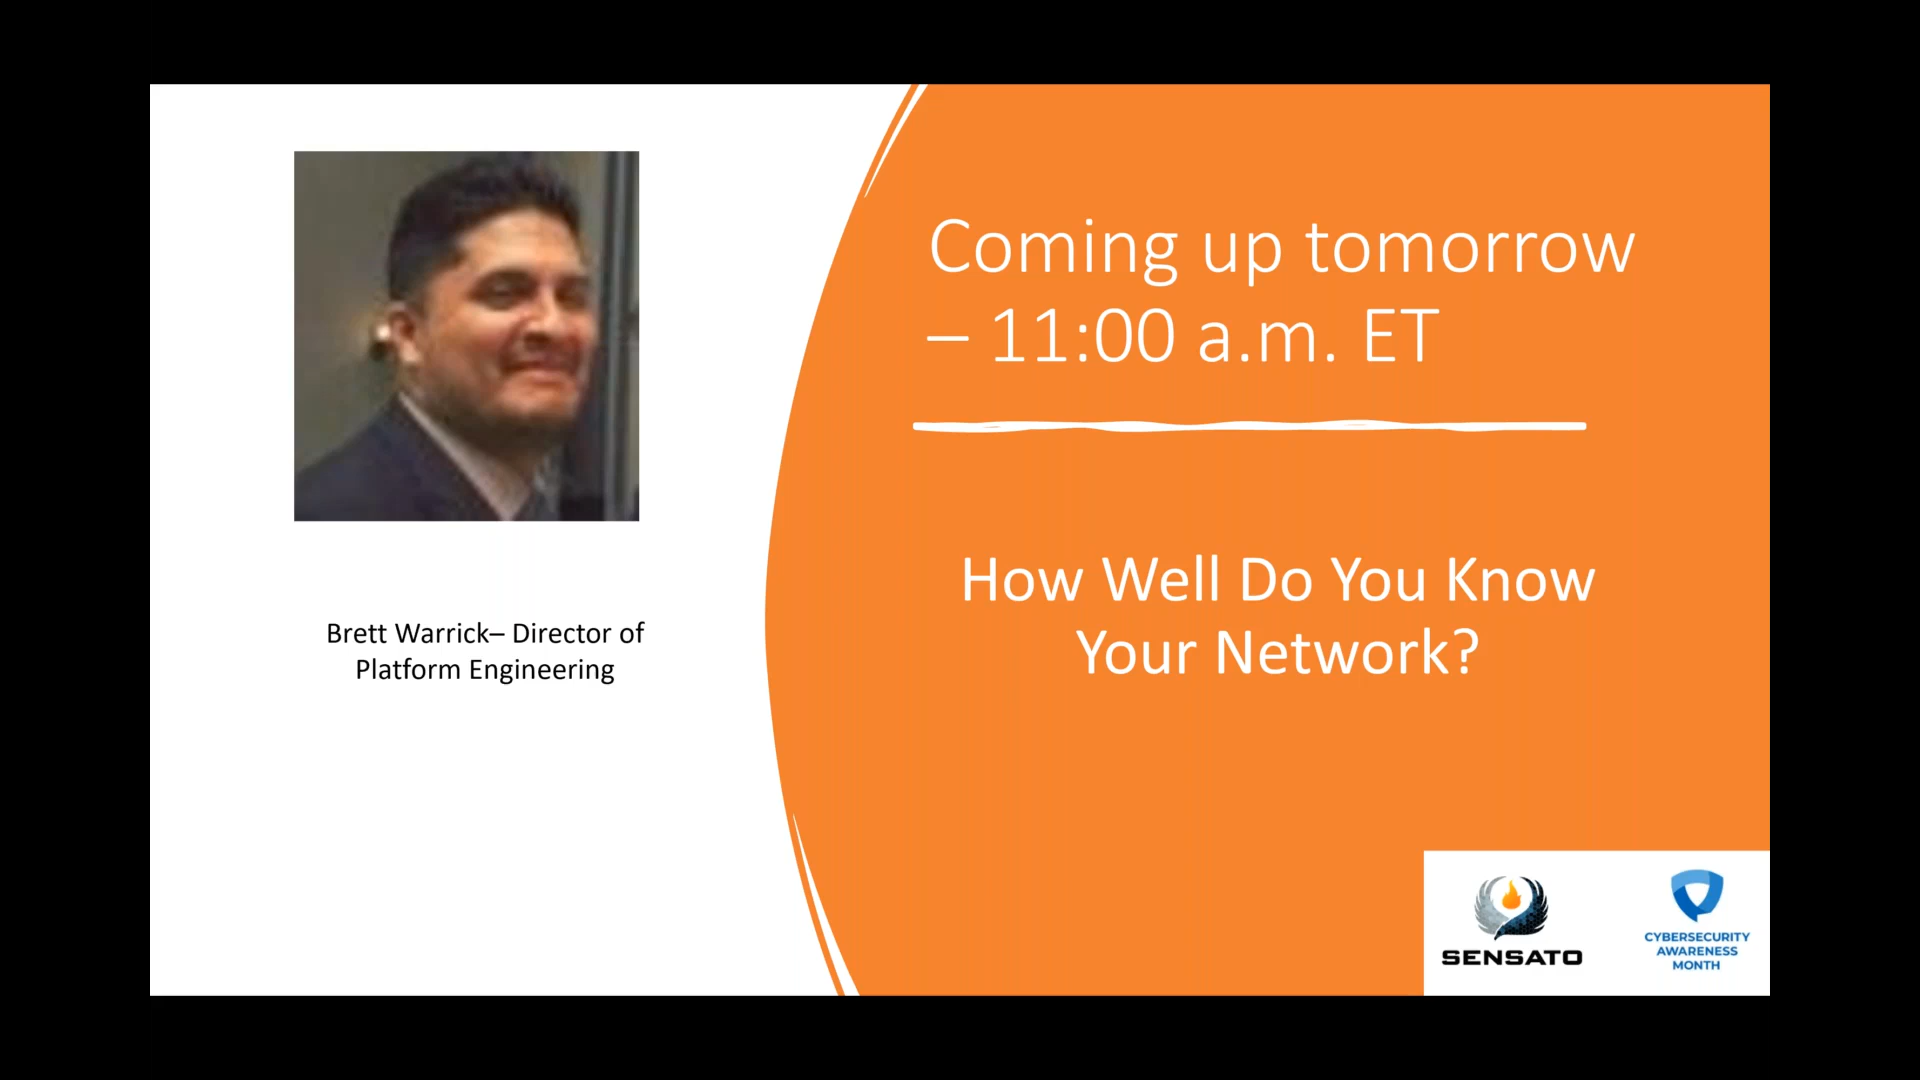 Coming up tomorrow
– 11:00 a.m. ET
How Well Do You Know
Your Network?
Brett Warrick– Director of
Platform Engineering
SENSATO
CYBERSECURITY
AWARENESS
MONTH